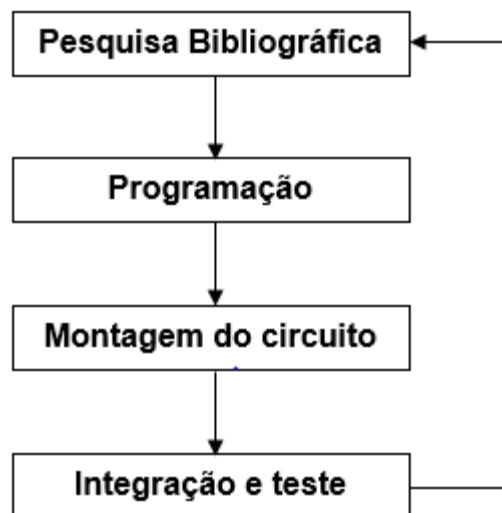 Pesquisa Bibliográfica
Programação
Montagem do circuito
Integração e teste